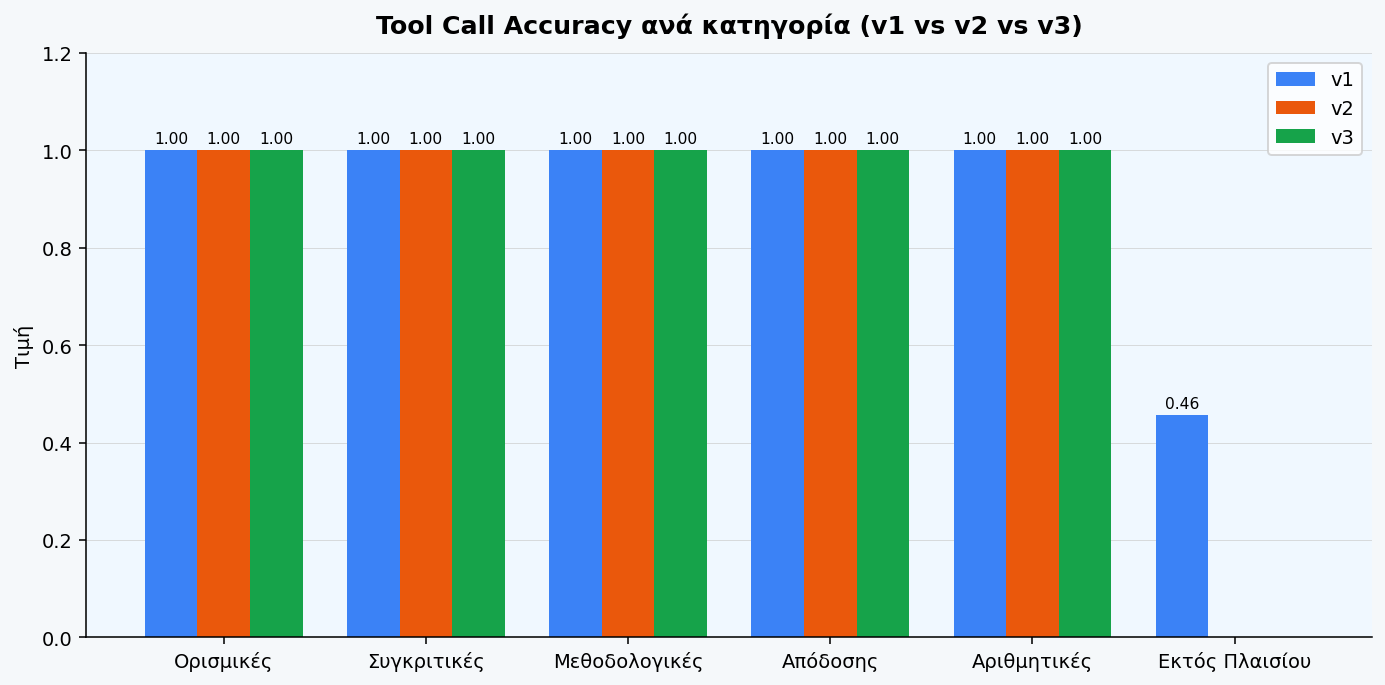 Tool Call Accuracy ανά κατηγορία (v1 vs v2 vs v3)
v1
v2
v3
Τιμή
1.2
1.0
0.8
0.6
0.4
0.2
0.0
1.00 1.00 1.00 1.00 1.00 1.00 1.00 1.00 1.00 1.00 1.00 1.00 1.00 1.00 1.00
0.46
Ορισμικές Συγκριτικές Μεθοδολογικές Απόδοσης Αριθμητικές Εκτός Πλαισίου